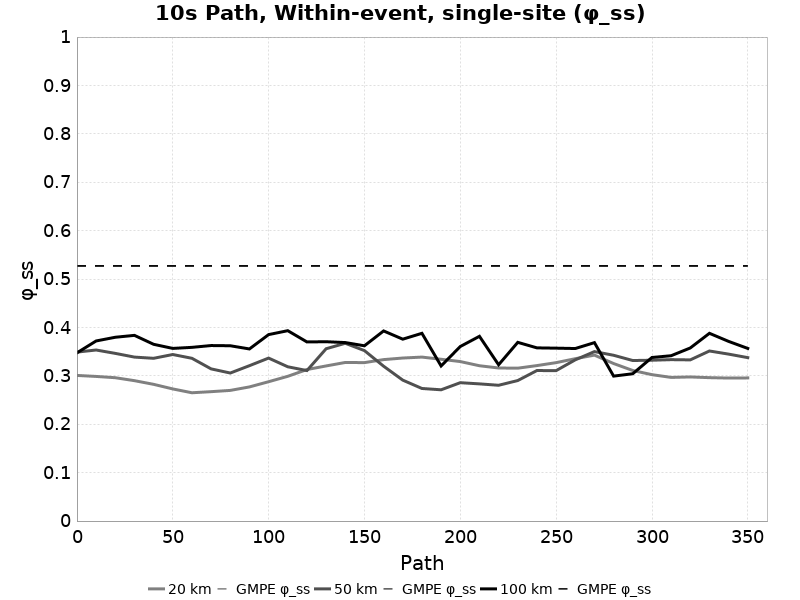 10s Path, Within-event, single-site (φ_ss)
1
0.9
0.8
0.7
0.6
0.5
0.4
0.3
0.2
0.1
0
φ_ss
0 50 100 150 200 250 300 350
Path
20 km GMPE φ_ss 50 km GMPE φ_ss 100 km GMPE φ_ss